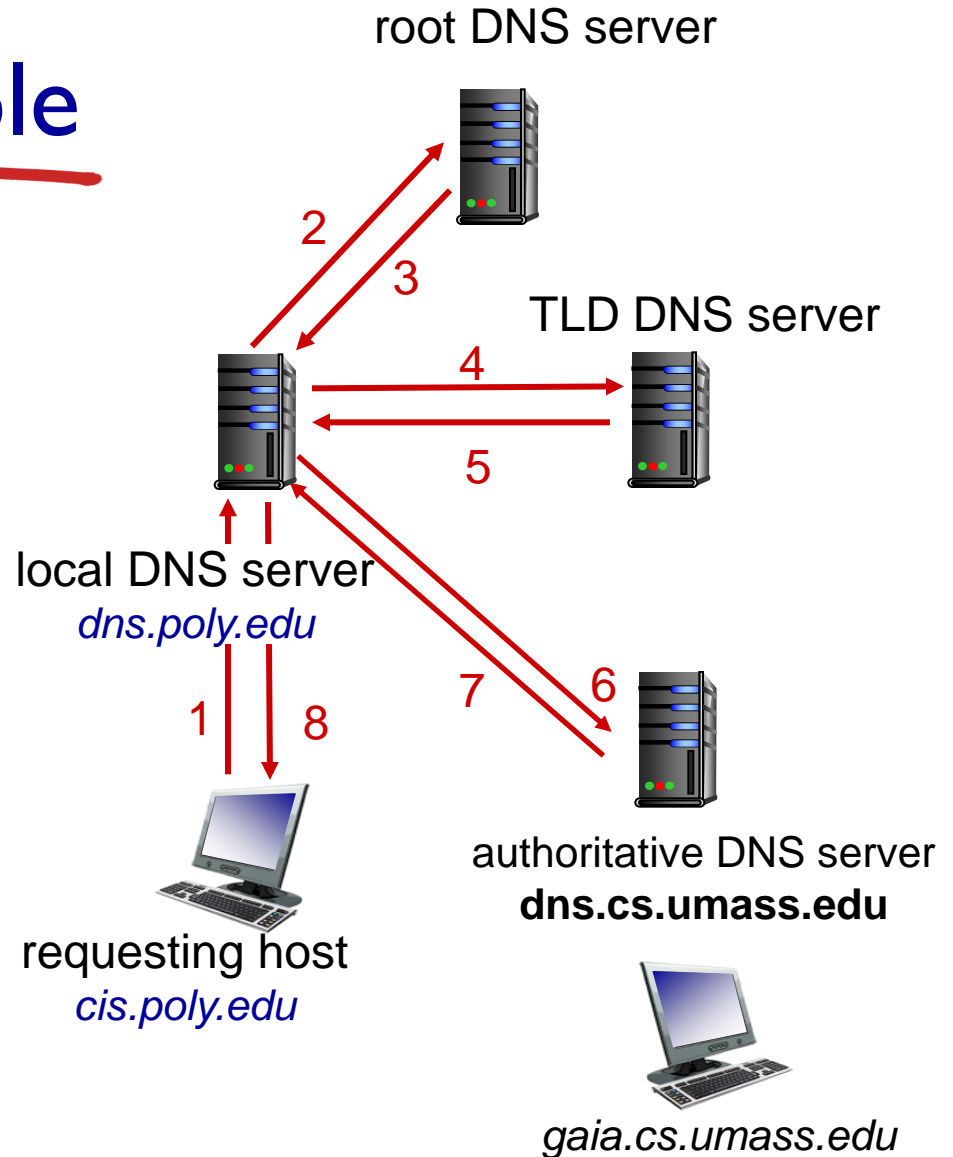 root DNS server
2
3
TLD DNS server
4
5
local DNS server
dns.poly.edu
1
8
7
6
requesting host
cis.poly.edu
authoritative DNS server
dns.cs.umass.edu
gaia.cs.umass.edu